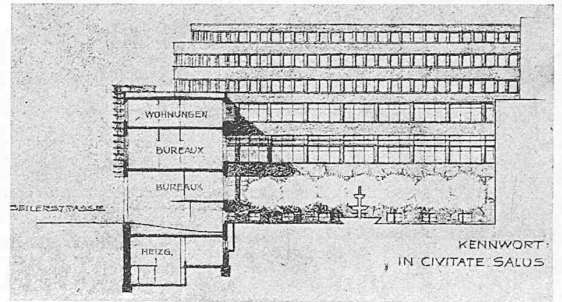 WOHNUNGEN
BUREAUX
BUREAUX
SEILERSTRASSE
HEIZG.
KENNWORT:
IN CIVITATE SALUS